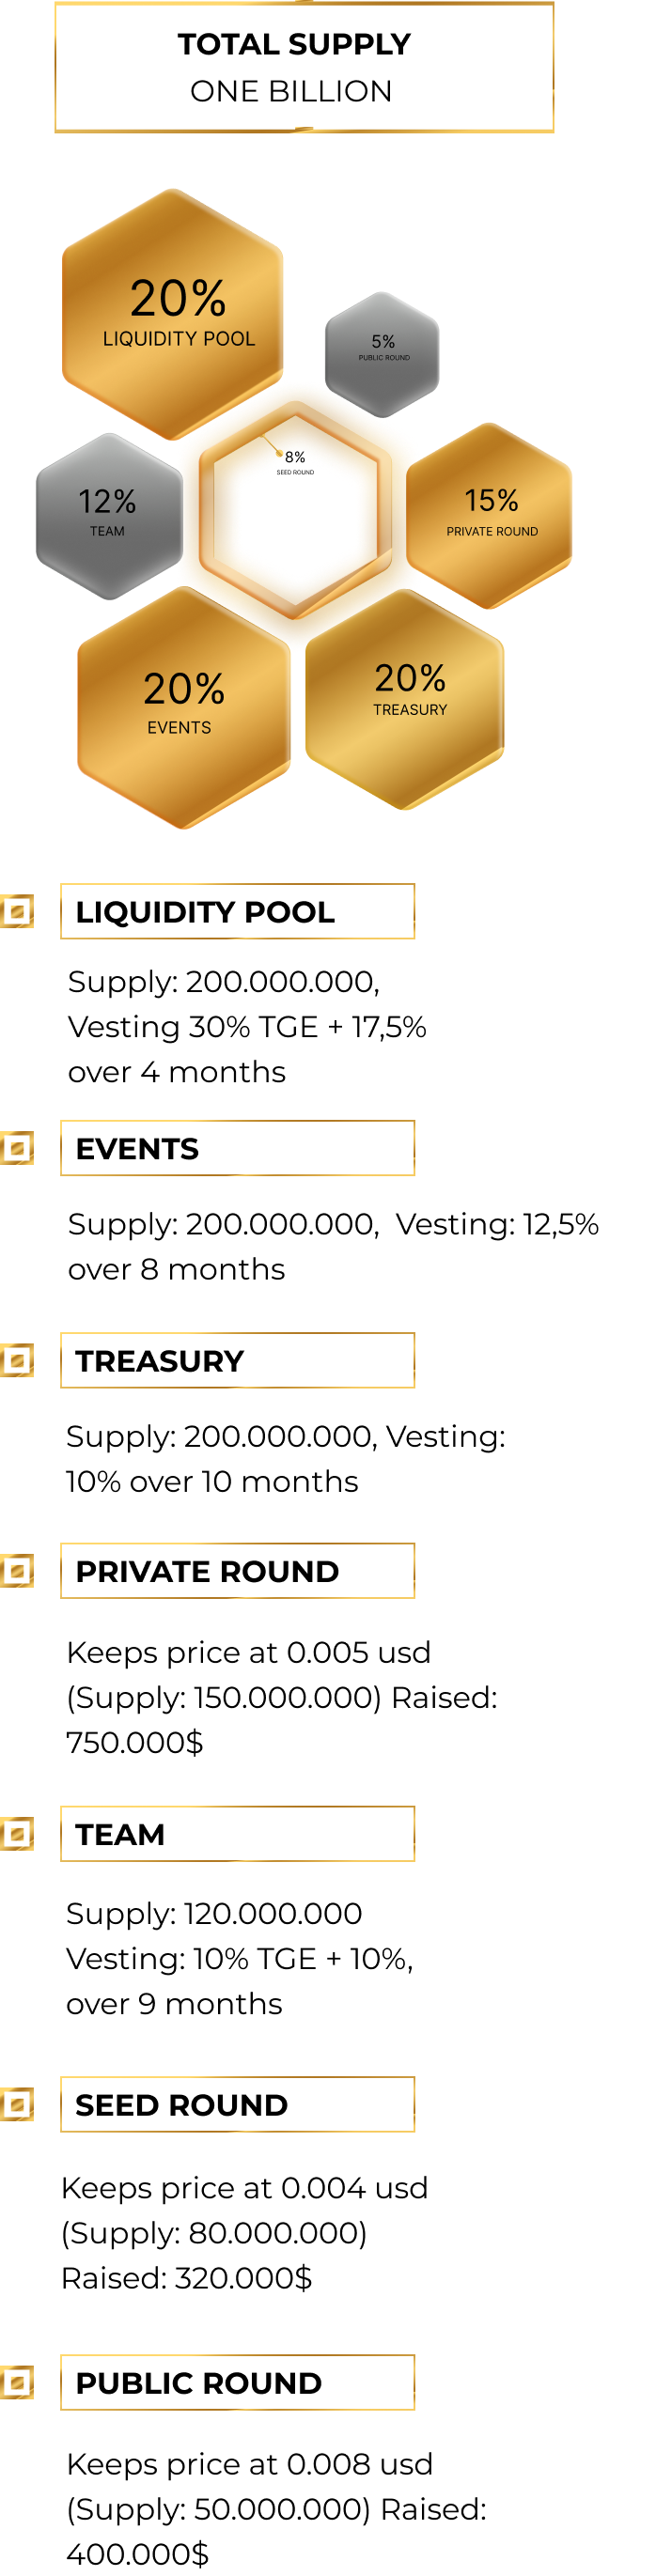 TOTAL SUPPLY
ONE BILLION
20%
LIQUIDITY POOL
5%
PUBLIC ROUND
8%
SEED ROUND
12%
TEAM
15%
PRIVATE ROUND
20%
EVENTS
20%
TREASURY
LIQUIDITY POOL
Supply: 200.000.000,
Vesting 30% TGE + 17,5%
over 4 months
EVENTS
Supply: 200.000.000,  Vesting: 12,5%
over 8 months
TREASURY
Supply: 200.000.000, Vesting:
10% over 10 months
PRIVATE ROUND
Keeps price at 0.005 usd
(Supply: 150.000.000) Raised:
750.000$
TEAM
Supply: 120.000.000
Vesting: 10% TGE + 10%,
over 9 months
SEED ROUND
Keeps price at 0.004 usd
(Supply: 80.000.000)
Raised: 320.000$
PUBLIC ROUND
Keeps price at 0.008 usd
(Supply: 50.000.000) Raised:
400.000$